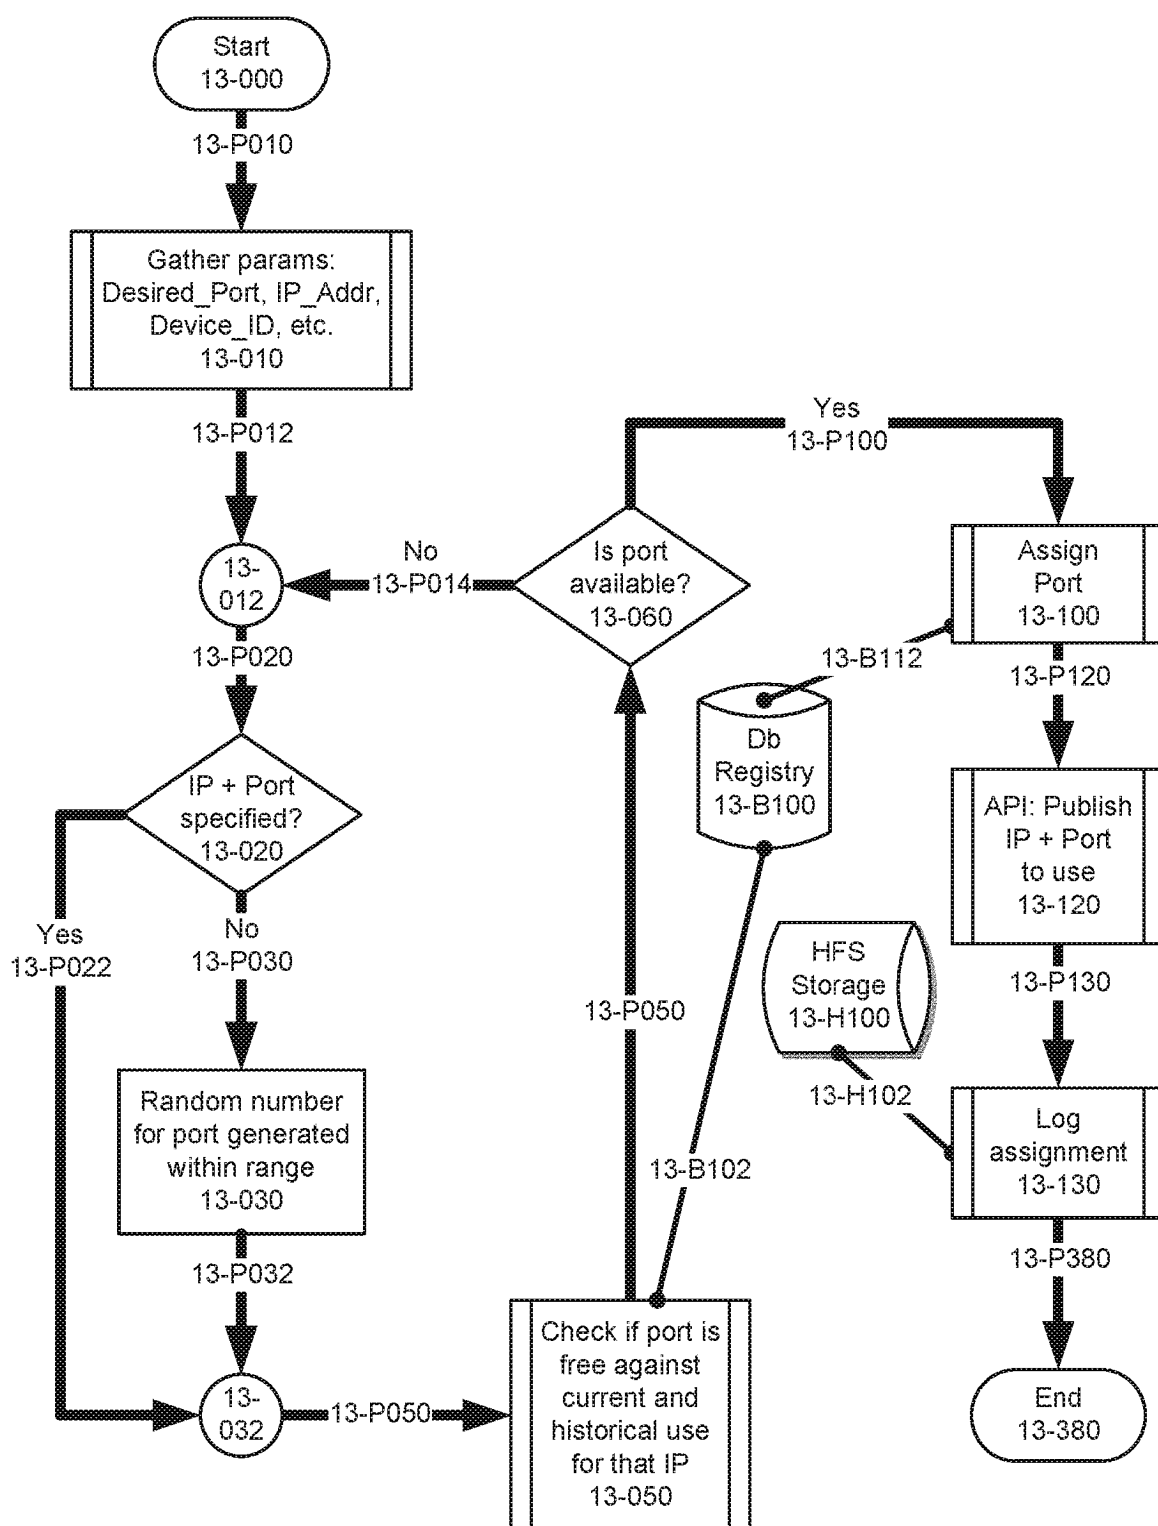 Start
13-000
13-P010
Gather params:
Desired_Port, IP_Addr,
Device_ID, etc.
13-010
13-P012
13-
012
13-P020
IP + Port
specified?
13-020
Yes
13-P022
No
13-P030
Random number
for port generated
within range
13-030
13-P032
13-
032
13-P050
Check if port is
free against
current and
historical use
for that IP
13-050
13-P050
13-B102
Is port
available?
13-060
No
13-P014
Yes
13-P100
Assign
Port
13-100
13-B112
Db
Registry
13-B100
13-P120
API: Publish
IP + Port
to use
13-120
13-P130
HFS
Storage
13-H100
13-H102
Log
assignment
13-130
13-P380
End
13-380